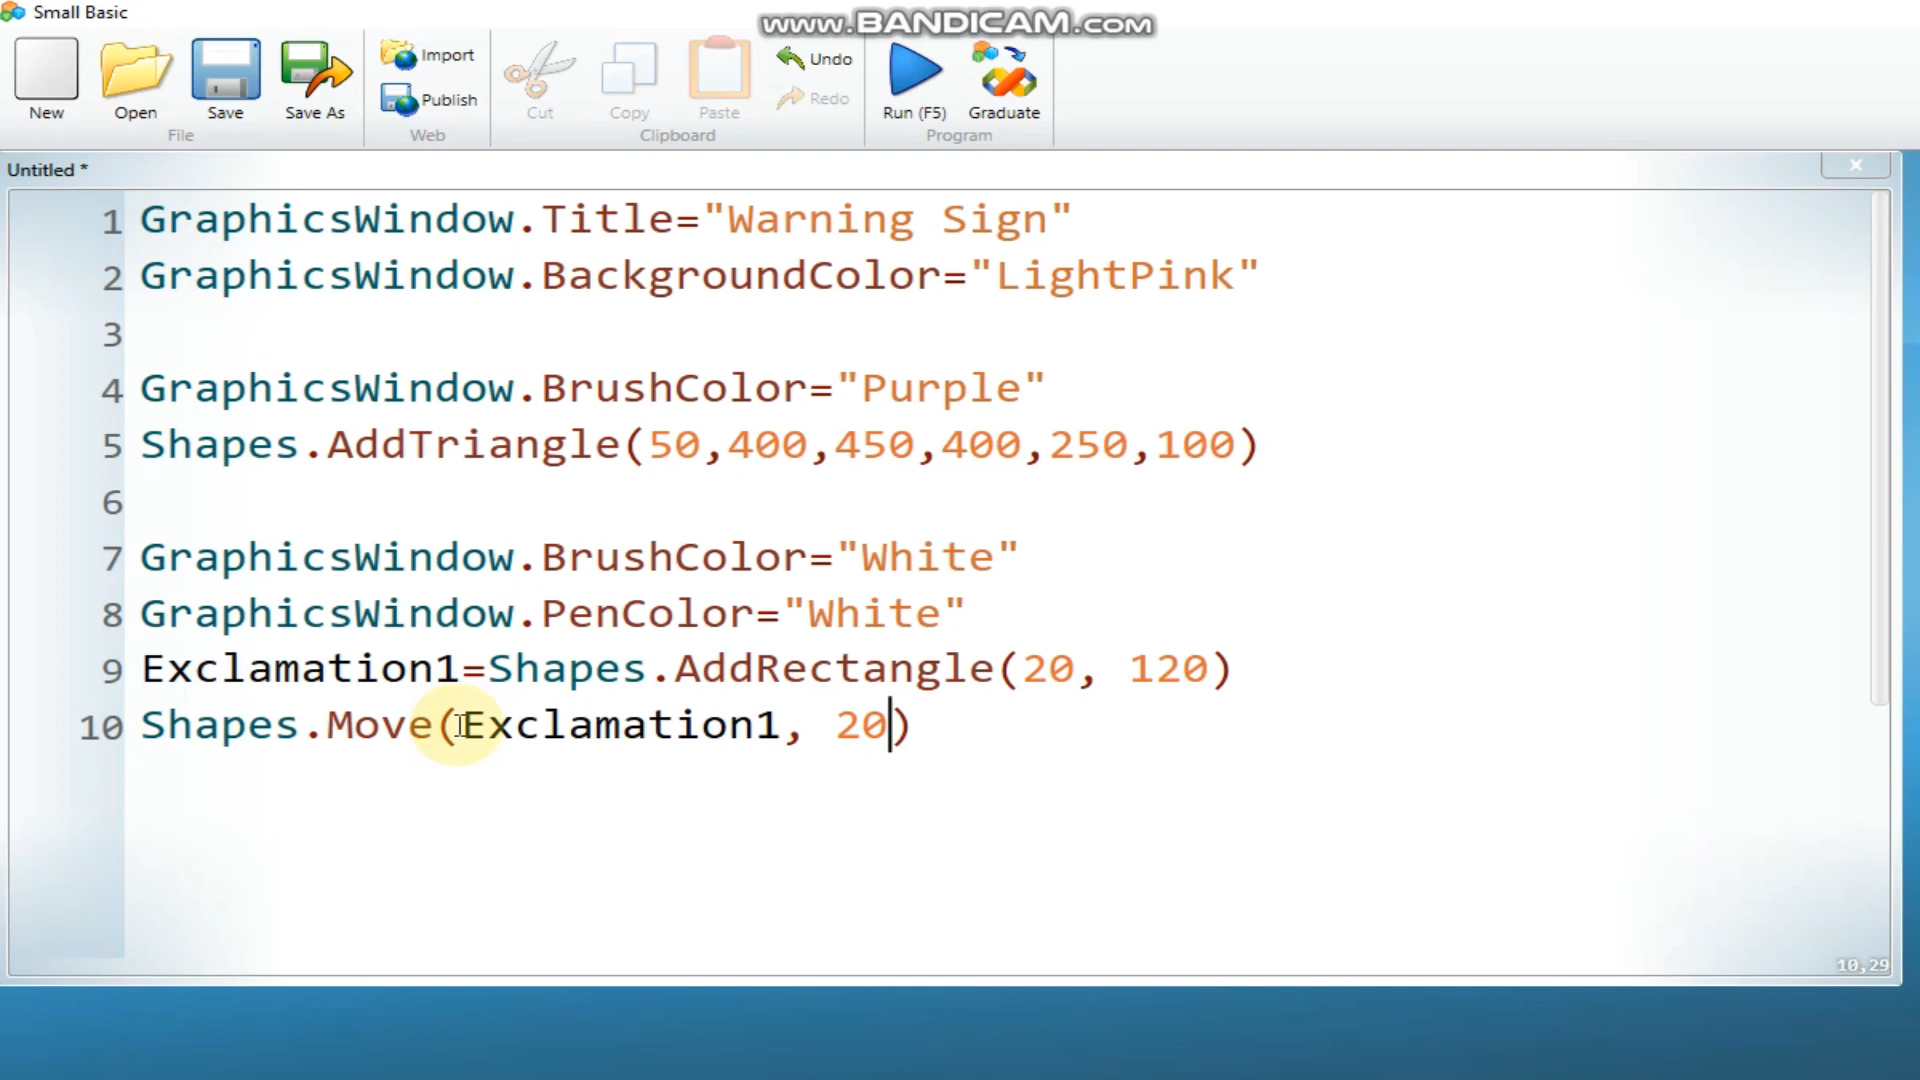 Small Basic
www.BANDICAM.com
New
Open
Save
Save As
File
Import
Publish
Web
Cut
Copy
Paste
Undo
Redo
Clipboard
Run (F5)
Graduate
Program
Untitled *
1 GraphicsWindow.Title="Warning Sign"
2 GraphicsWindow.BackgroundColor="LightPink"
3
4 GraphicsWindow.BrushColor="Purple"
5 Shapes.AddTriangle(50,400,450,400,250,100)
6
7 GraphicsWindow.BrushColor="White"
8 GraphicsWindow.PenColor="White"
9 Exclamation1=Shapes.AddRectangle(20, 120)
10 Shapes.Move(Exclamation1, 20)
10,29